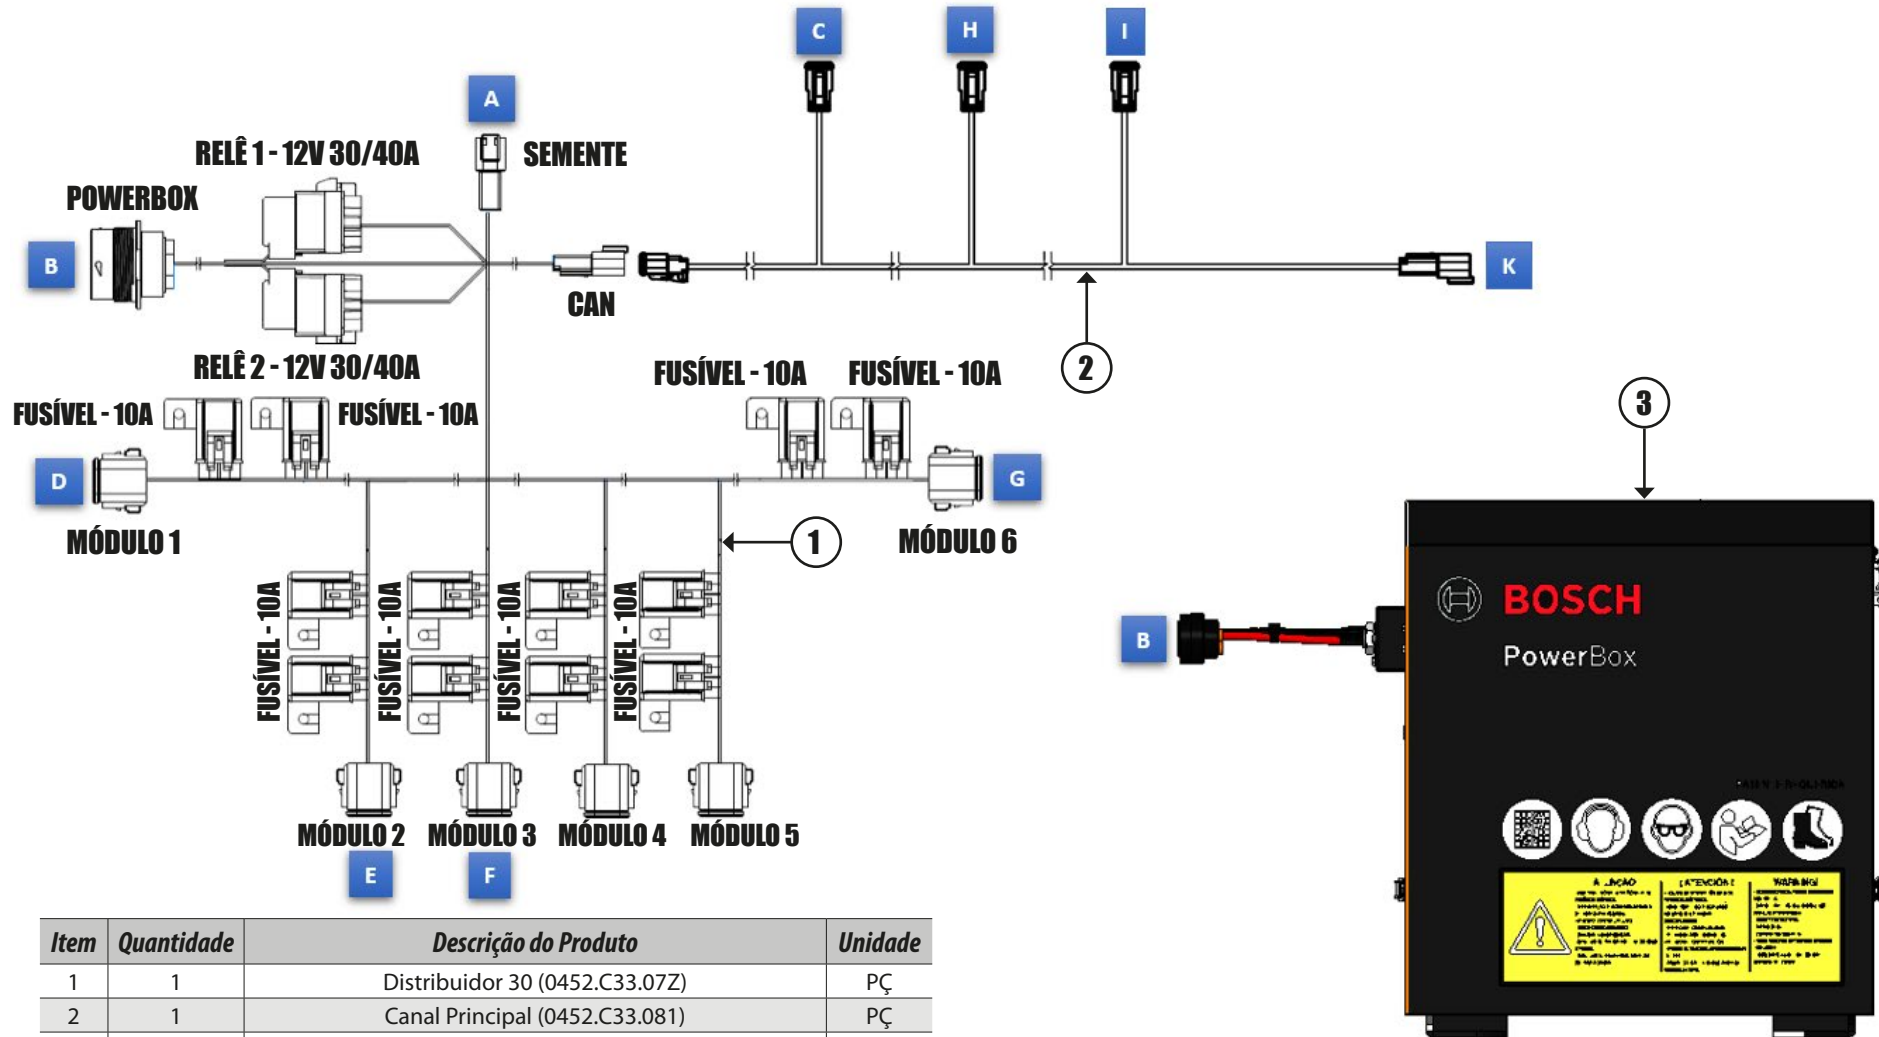 C
H
I
A
RELÊ 1 - 12V 30/40A
SEMENTE
POWERBOX
B
K
CAN
RELÊ 2 - 12V 30/40A
2
FUSÍVEL - 10A
FUSÍVEL - 10A
3
FUSÍVEL - 10A
FUSÍVEL - 10A
D
G
MÓDULO 1
1
MÓDULO 6
FUSÍVEL - 10A
FUSÍVEL - 10A
FUSÍVEL - 10A
FUSÍVEL - 10A
B
BOSCH
PowerBox
MÓDULO 2
MÓDULO 3
MÓDULO 4
MÓDULO 5
E
F
WARNING!
Item Quantidade Descrição do Produto Unidade
1 1 Distribuidor 30 (0452.C33.07Z) PÇ
2 1 Canal Principal (0452.C33.081) PÇ